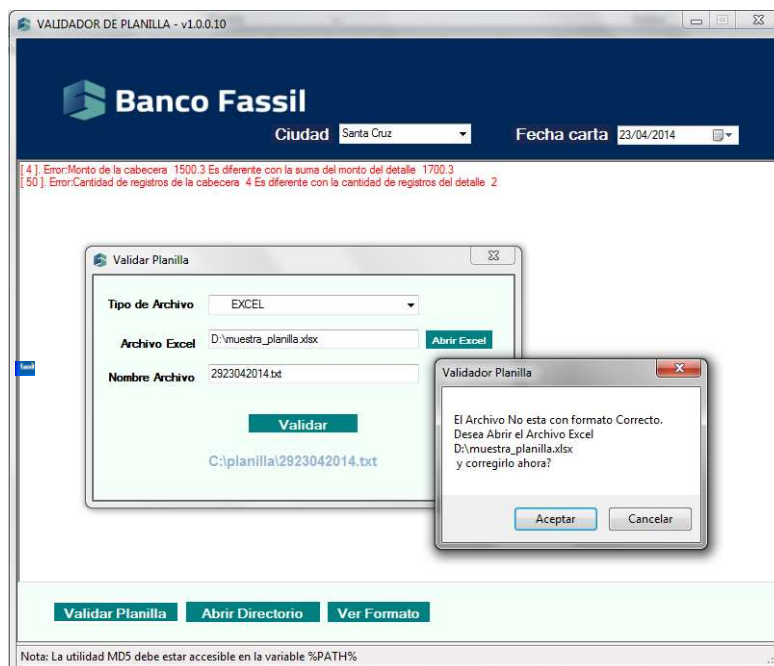 VALIDADOR DE PLANILLA - v1.0.0.10
Banco Fassil
Ciudad Santa Cruz Fecha carta 23/04/2014
[ 4 ]. Error:Monto de la cabecera 1500.3 Es diferente con la suma del monto del detalle 1700.3
[ 50 ]. Error:Cantidad de registros de la cabecera 4 Es diferente con la cantidad de registros del detalle 2
Validar Planilla
Tipo de Archivo EXCEL
Archivo Excel D:\muestra_planilla.xlsx Abrir Excel
Nombre Archivo 2923042014.txt
Validar
C:\planilla\2923042014.txt
Validador Planilla
El Archivo No esta con formato Correcto.
Desea Abrir el Archivo Excel
D:\muestra_planilla.xlsx
y corregirlo ahora?
Aceptar Cancelar
Validar Planilla Abrir Directorio Ver Formato
Nota: La utilidad MD5 debe estar accesible en la variable %PATH%